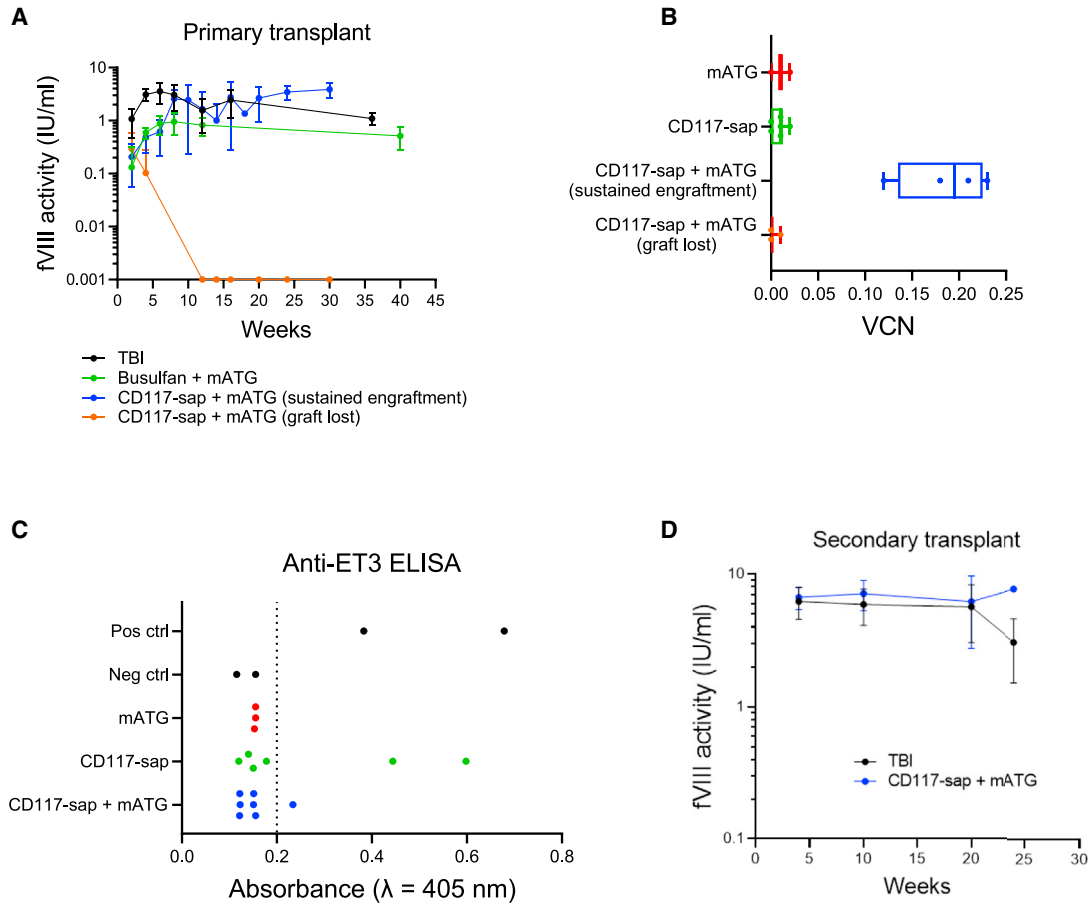 A
Primary transplant
fVIII activity (IU/ml)
10
1
0.1
0.01
0.001
0 5 10 15 20 25 30 35 40 45
Weeks
TBI
Busulfan + mATG
CD117-sap + mATG (sustained engraftment)
CD117-sap + mATG (graft lost)
B
mATG
CD117-sap
CD117-sap + mATG
(sustained engraftment)
CD117-sap + mATG
(graft lost)
0.00 0.05 0.10 0.15 0.20 0.25
VCN
C
Anti-ET3 ELISA
Pos ctrl
Neg ctrl
mATG
CD117-sap
CD117-sap + mATG
0.0 0.2 0.4 0.6 0.8
Absorbance (λ = 405 nm)
D
Secondary transplant
fVIII activity (IU/ml)
10
1
0.1
TBI
CD117-sap + mATG
0 5 10 15 20 25 30
Weeks